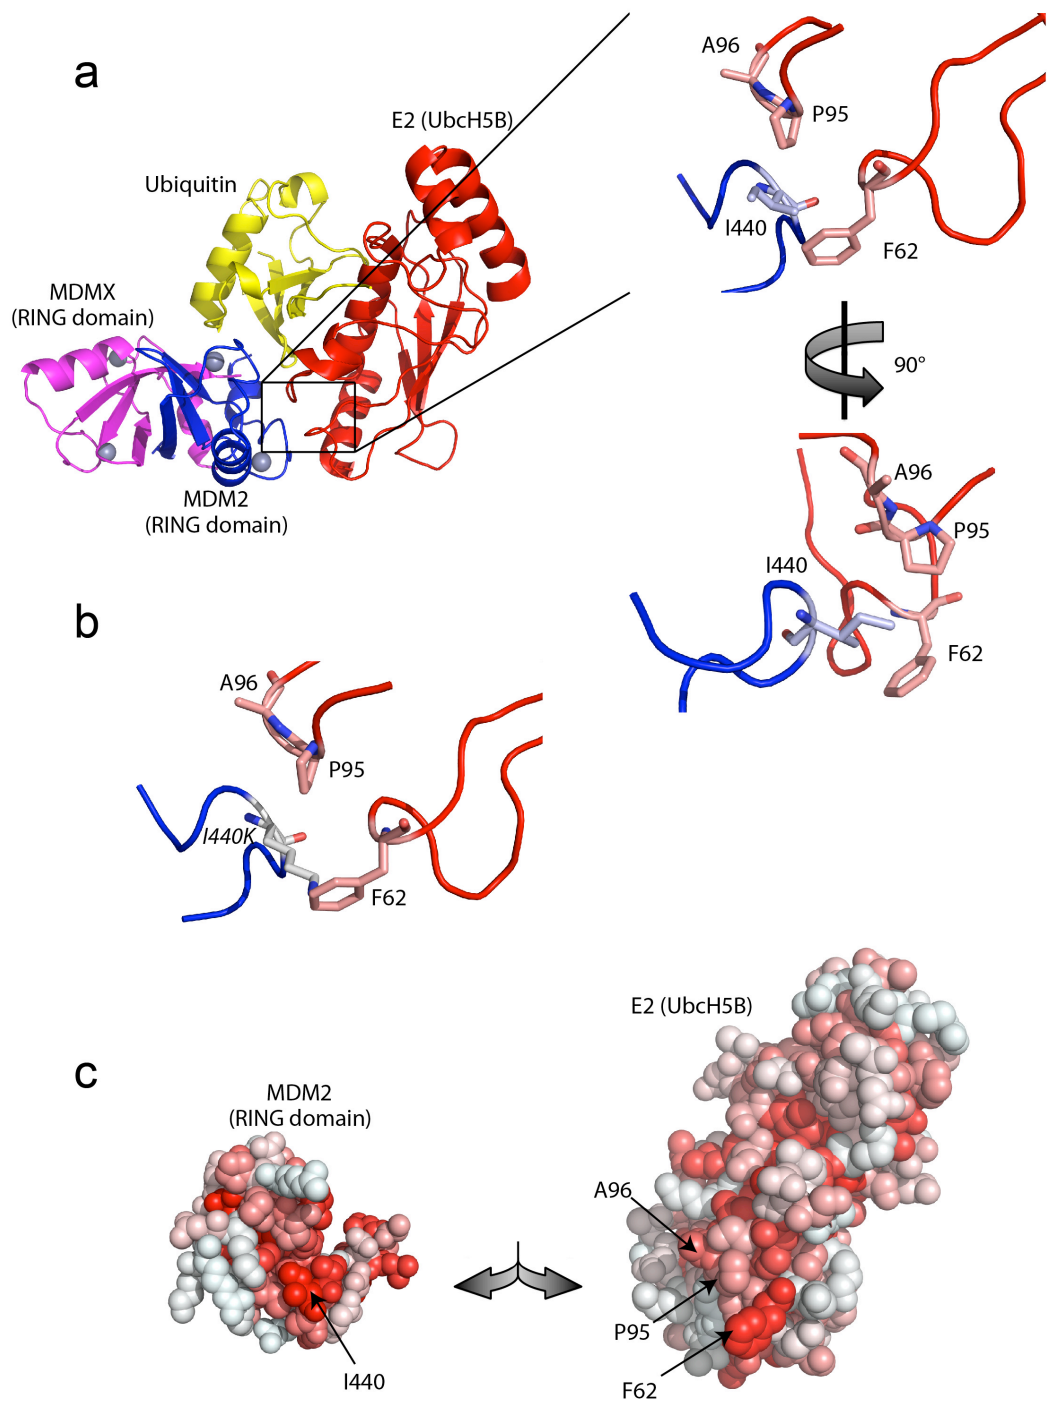 a
E2 (UbcH5B)
Ubiquitin
MDMX
(RING domain)
MDM2
(RING domain)
A96
P95
I440
F62
90°
A96
P95
I440
F62
b
A96
P95
I440K
F62
c
MDM2
(RING domain)
I440
E2 (UbcH5B)
A96
P95
F62